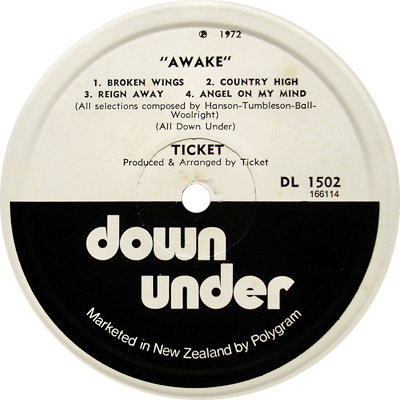 ℗ 1972
"AWAKE"
1. BROKEN WINGS 2. COUNTRY HIGH
3. REIGN AWAY 4. ANGEL ON MY MIND
(All selections composed by Hanson-Tumbleson-Ball-
Woolright)
(All Down Under)
TICKET
Produced & Arranged by Ticket
DL 1502
166114
down
under
Marketed in New Zealand by Polygram